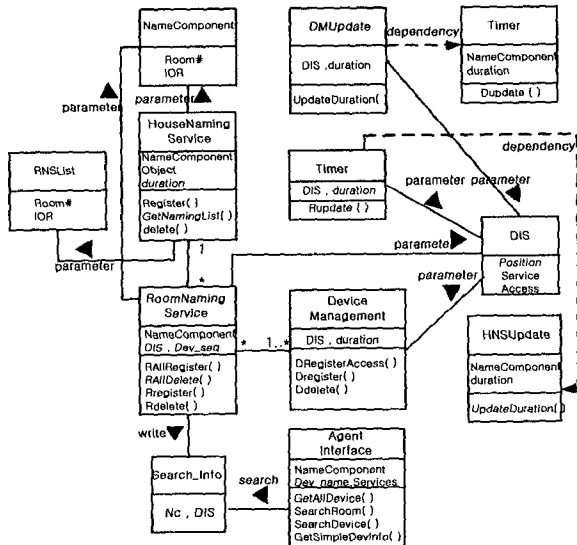 NameComponent
Room#
IOR
DMUpdate
DIS ,duration
UpdateDuration(
dependency
Timer
NameComponent
duration
Dupdate ( )
parameter
parameter
HouseNaming
Service
NameComponent
Object
duration
Register( )
GetNamingList( )
delete( )
RNSList
Room#
IOR
parameter
Timer
DIS , duration
Rupdate ( )
dependency
parameter
parameter
parameter
parameter
DIS
Position
Service
Access
1
*
RoomNaming
Service
NameComponent
DIS , Dev_seq
RAllRegister( )
RAllDelete( )
Rregister( )
Rdelete( )
*
1..*
Device
Management
DIS , duration
DRegisterAccess( )
Dregister( )
Ddelete( )
HNSUpdate
NameComponent
duration
UpdateDuration( )
write
Search_Info
Nc , DIS
search
Agent
Interface
NameComponent
Dev_name,Services
GetAllDevice( )
SearchRoom( )
SearchDevice( )
GetSimpleDevInfo( )